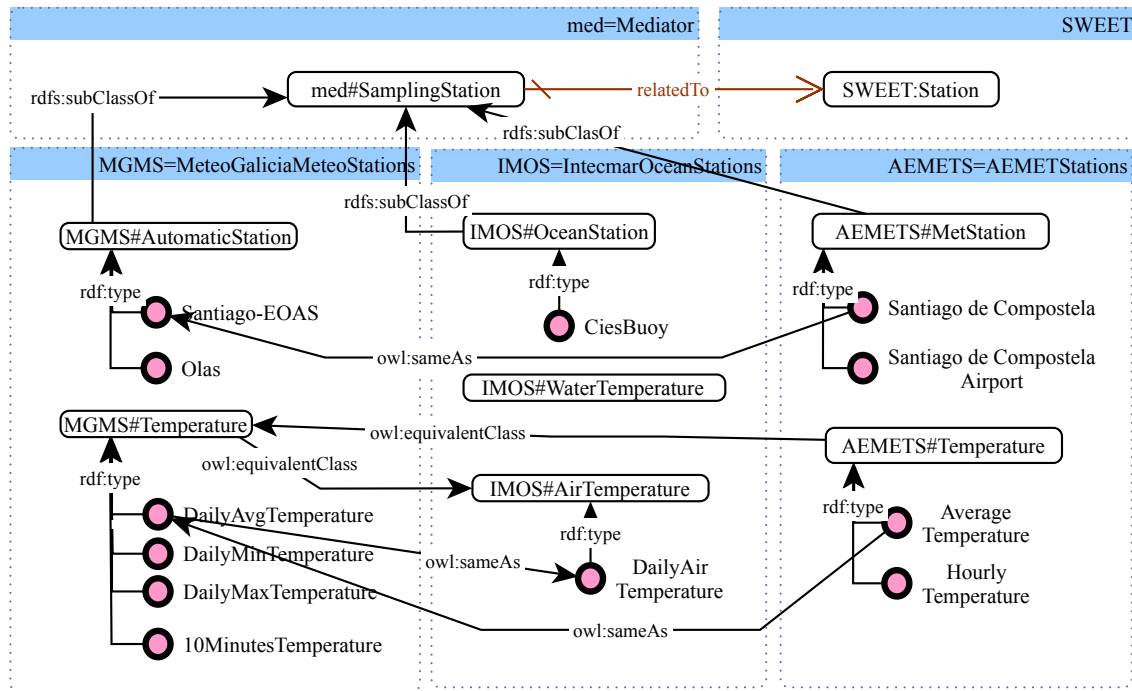 med=Mediator
SWEET
rdfs:subClassOf
med#SamplingStation
relatedTo
SWEET:Station
rdfs:subClasOf
MGMS=MeteoGaliciaMeteoStations
IMOS=IntecmarOceanStations
AEMETS=AEMETStations
rdfs:subClassOf
MGMS#AutomaticStation
IMOS#OceanStation
AEMETS#MetStation
rdf:type
rdf:type
rdf:type
Santiago-EOAS
CiesBuoy
Santiago de Compostela
owl:sameAs
Olas
Santiago de Compostela
Airport
IMOS#WaterTemperature
MGMS#Temperature
owl:equivalentClass
AEMETS#Temperature
rdf:type
owl:equivalentClass
IMOS#AirTemperature
rdf:type
DailyAvgTemperature
rdf:type
Average
Temperature
DailyMinTemperature
owl:sameAs
DailyAir
Temperature
Hourly
Temperature
DailyMaxTemperature
owl:sameAs
10MinutesTemperature